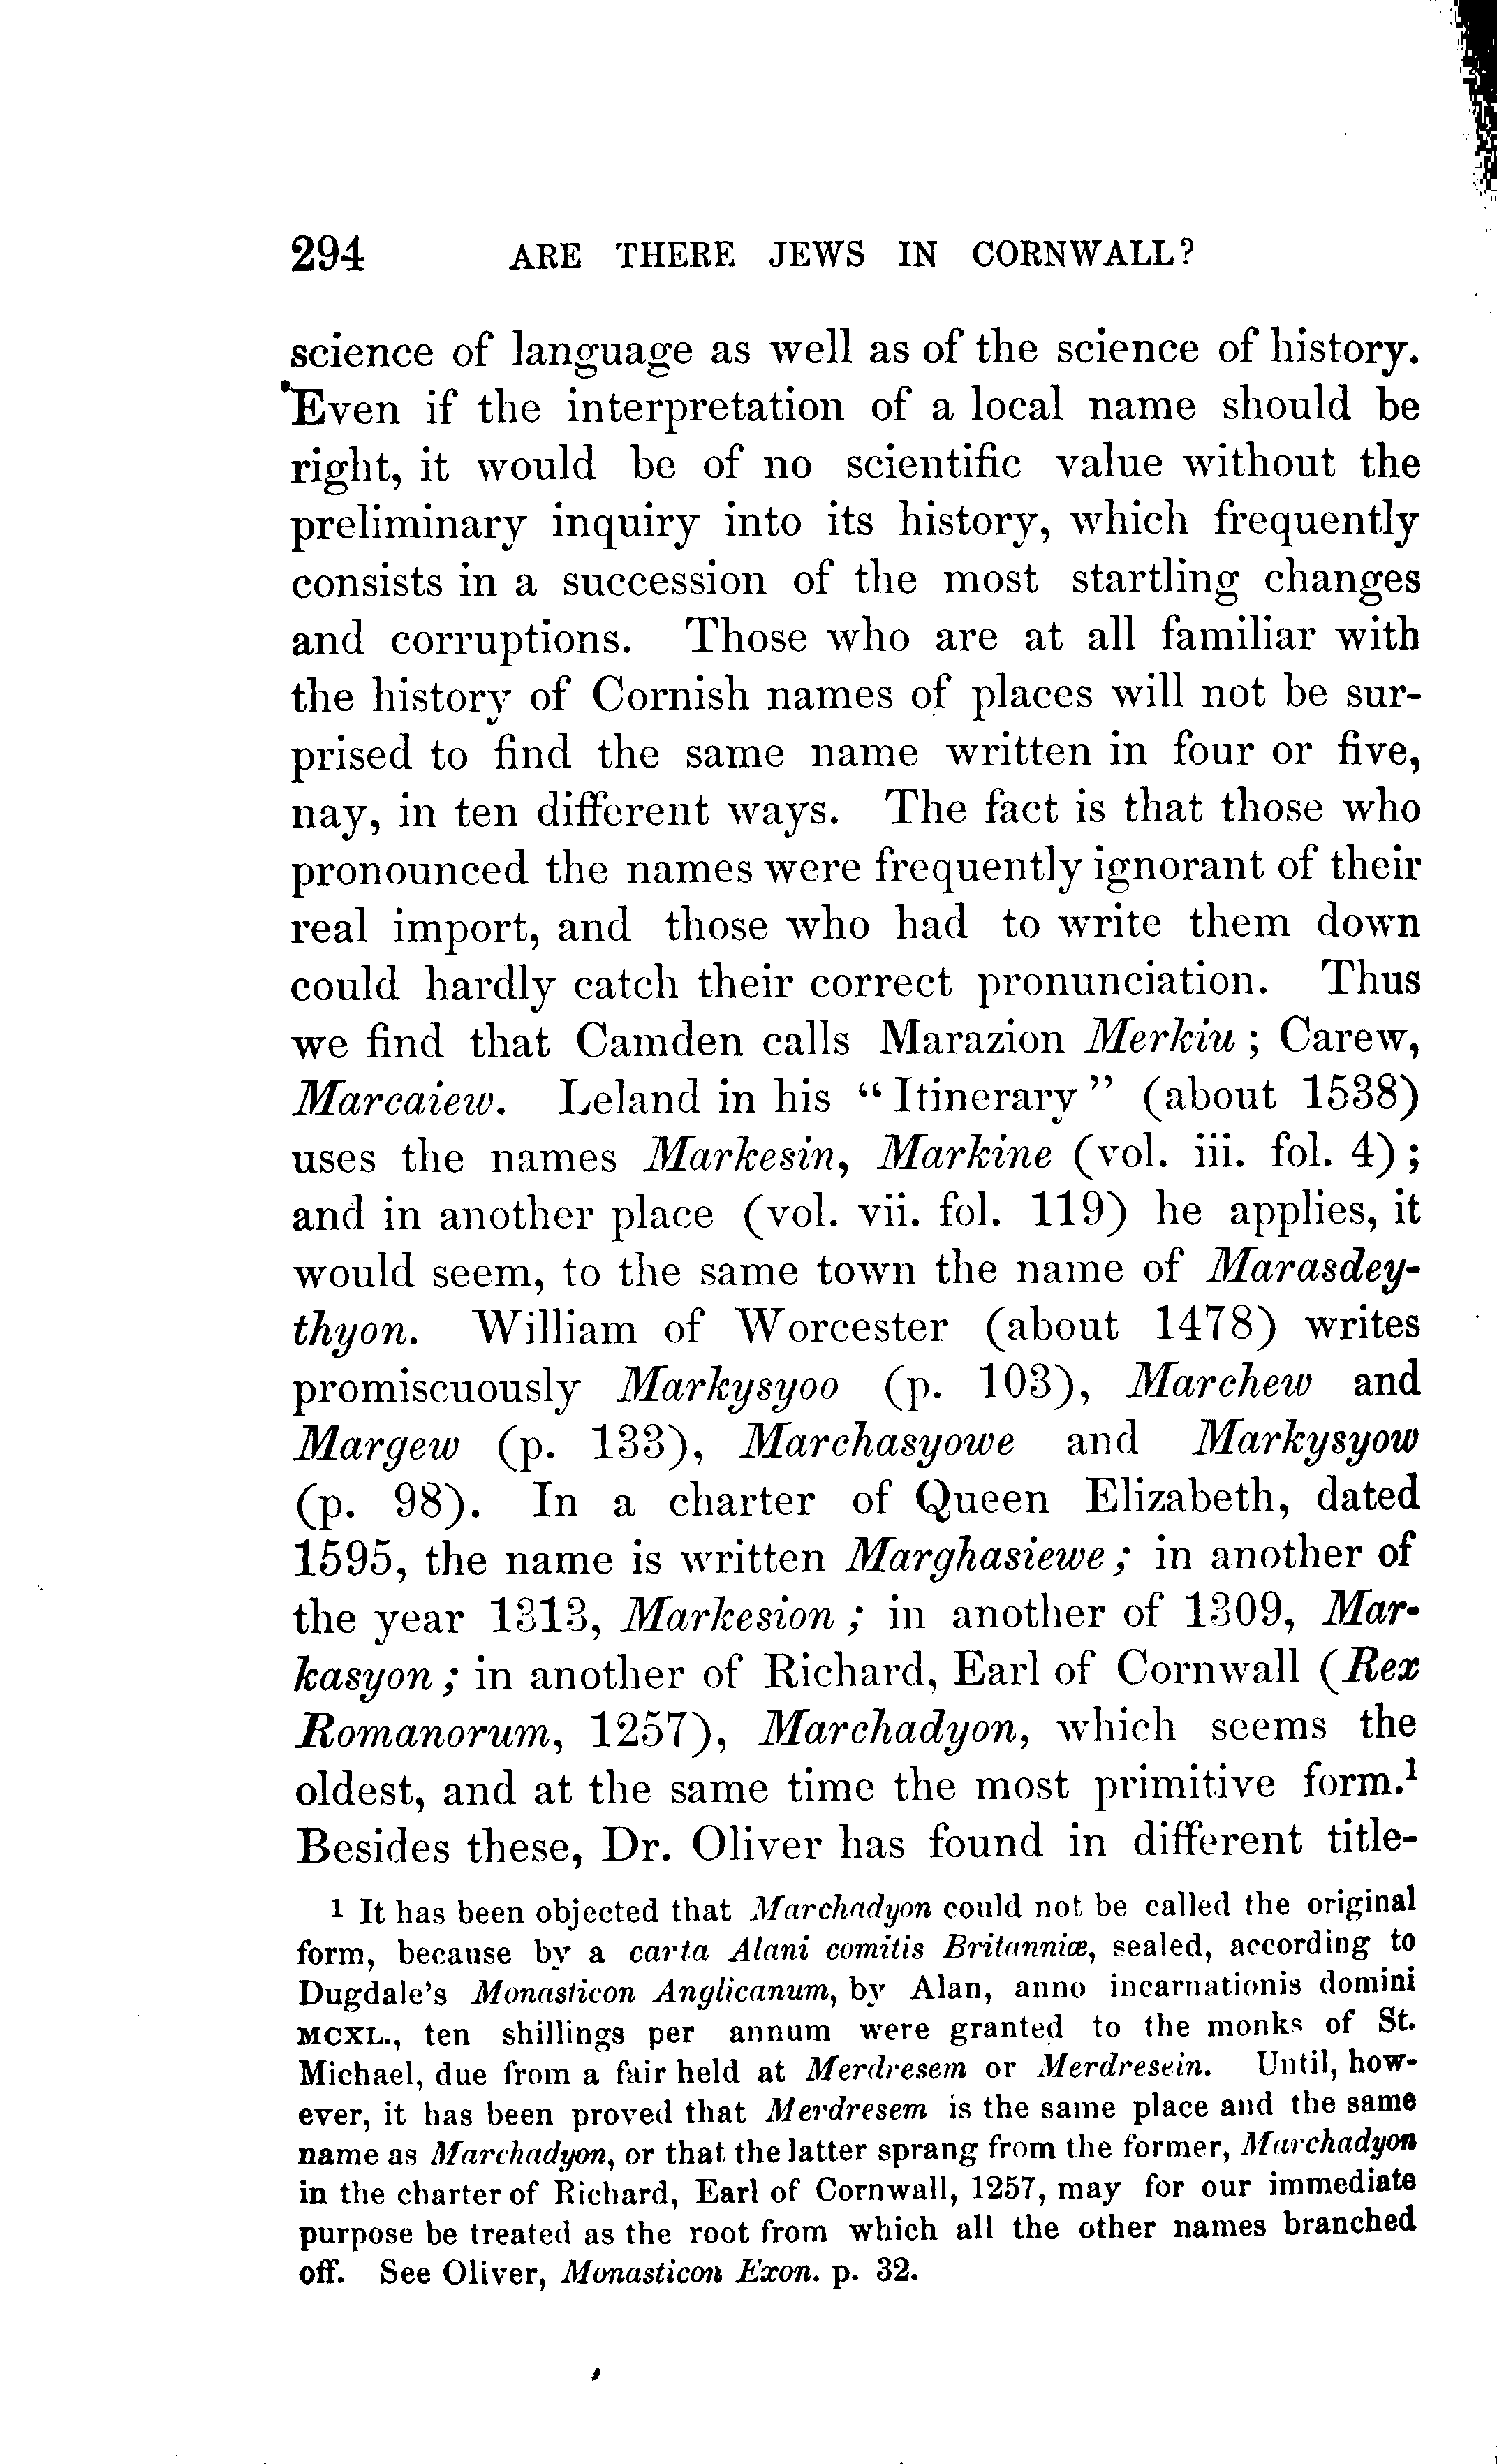 294 ARE THERE JEWS IN CORNWALL?
science of language as well as of the science of history.
Even if the interpretation of a local name should be
right, it would be of no scientific value without the
preliminary inquiry into its history, which frequently
consists in a succession of the most startling changes
and corruptions. Those who are at all familiar with
the history of Cornish names of places will not be sur-
prised to find the same name written in four or five,
nay, in ten different ways. The fact is that those who
pronounced the names were frequently ignorant of their
real import, and those who had to write them down
could hardly catch their correct pronunciation. Thus
we find that Camden calls Marazion Merkiu; Carew,
Marcaiew. Leland in his “Itinerary” (about 1538)
uses the names Markesin, Markine (vol. iii. fol. 4);
and in another place (vol. vii. fol. 119) he applies, it
would seem, to the same town the name of Marasdey-
thyon. William of Worcester (about 1478) writes
promiscuously Markysyoo (p. 103), Marchew and
Margew (p. 133), Marchasyowe and Markysyow
(p. 98). In a charter of Queen Elizabeth, dated
1595, the name is written Marghasiewe; in another of
the year 1313, Markesion; in another of 1309, Mar-
kasyon; in another of Richard, Earl of Cornwall (Rex
Romanorum, 1257), Marchadyon, which seems the
oldest, and at the same time the most primitive form.¹
Besides these, Dr. Oliver has found in different title-
1 It has been objected that Marchadyon could not be called the original
form, because by a carta Alani comitis Britanniæ, sealed, according to
Dugdale's Monasticon Anglicanum, by Alan, anno incarnationis domini
MCXL., ten shillings per annum were granted to the monks of St.
Michael, due from a fair held at Merdresem or Merdresein. Until, how-
ever, it has been proved that Merdresem is the same place and the same
name as Marchadyon, or that the latter sprang from the former, Marchadyon
in the charter of Richard, Earl of Cornwall, 1257, may for our immediate
purpose be treated as the root from which all the other names branched
off. See Oliver, Monasticon Exon. p. 32.